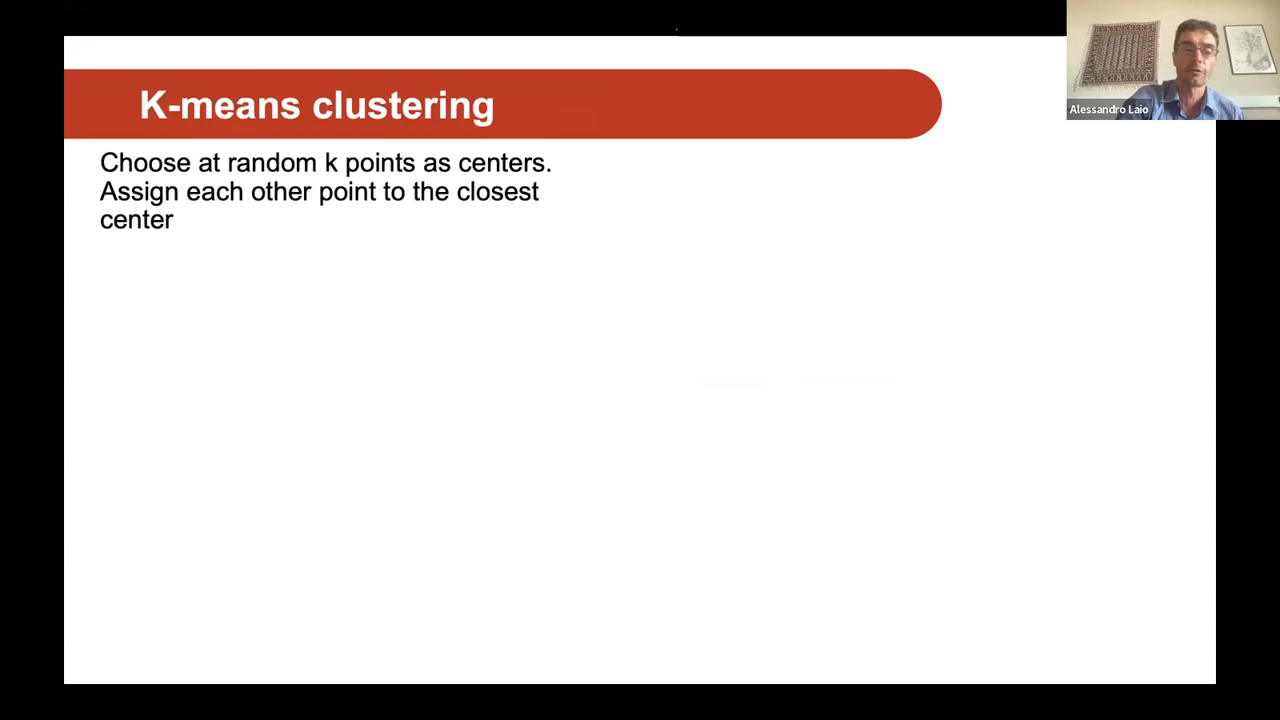 K-means clustering
Choose at random k points as centers.
Assign each other point to the closest
center
Alessandro Laio